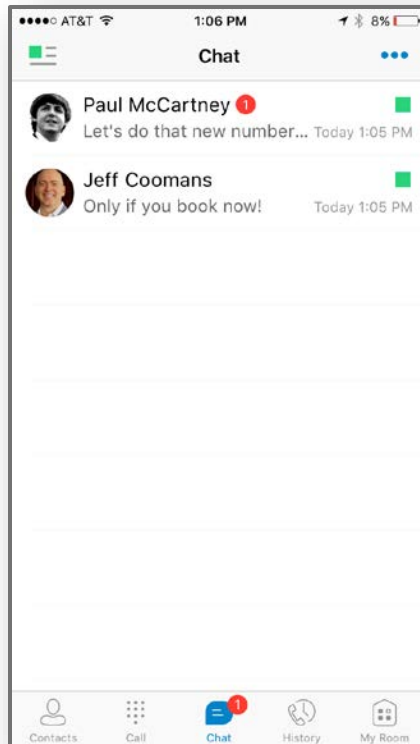 AT&T 1:06 PM 8%
Chat
Paul McCartney 1
Let's do that new number... Today 1:05 PM
Jeff Coomans
Only if you book now! Today 1:05 PM
1
Contacts Call Chat History My Room